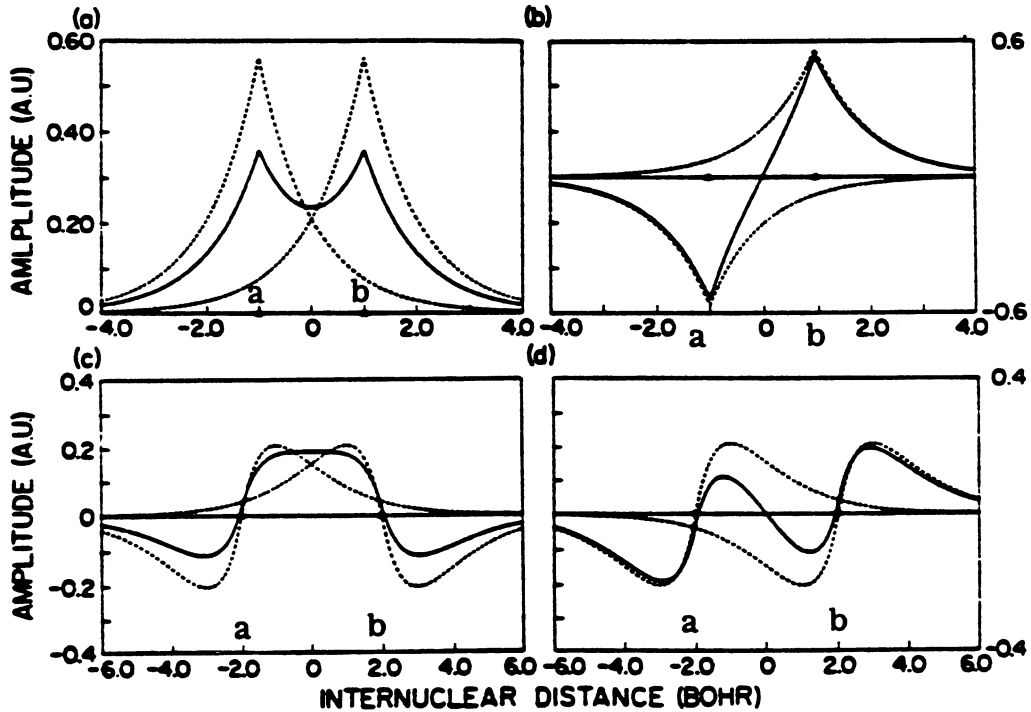 (a) (b)
0.60 0.6
AMLPLITUDE (A.U)
0.40
0.20
0
a b
-4.0 -2.0 0 2.0 4.0 -4.0 -2.0 0 2.0 4.0 -0.6
a b
(c) (d)
0.4 0.4
AMPLITUDE (A.U.)
0.2
0
-0.2
a b a b
-0.4 -0.4
-6.0 -4.0 -2.0 0 2.0 4.0 6.0 -6.0 -4.0 -2.0 0 2.0 4.0 6.0
INTERNUCLEAR DISTANCE (BOHR)